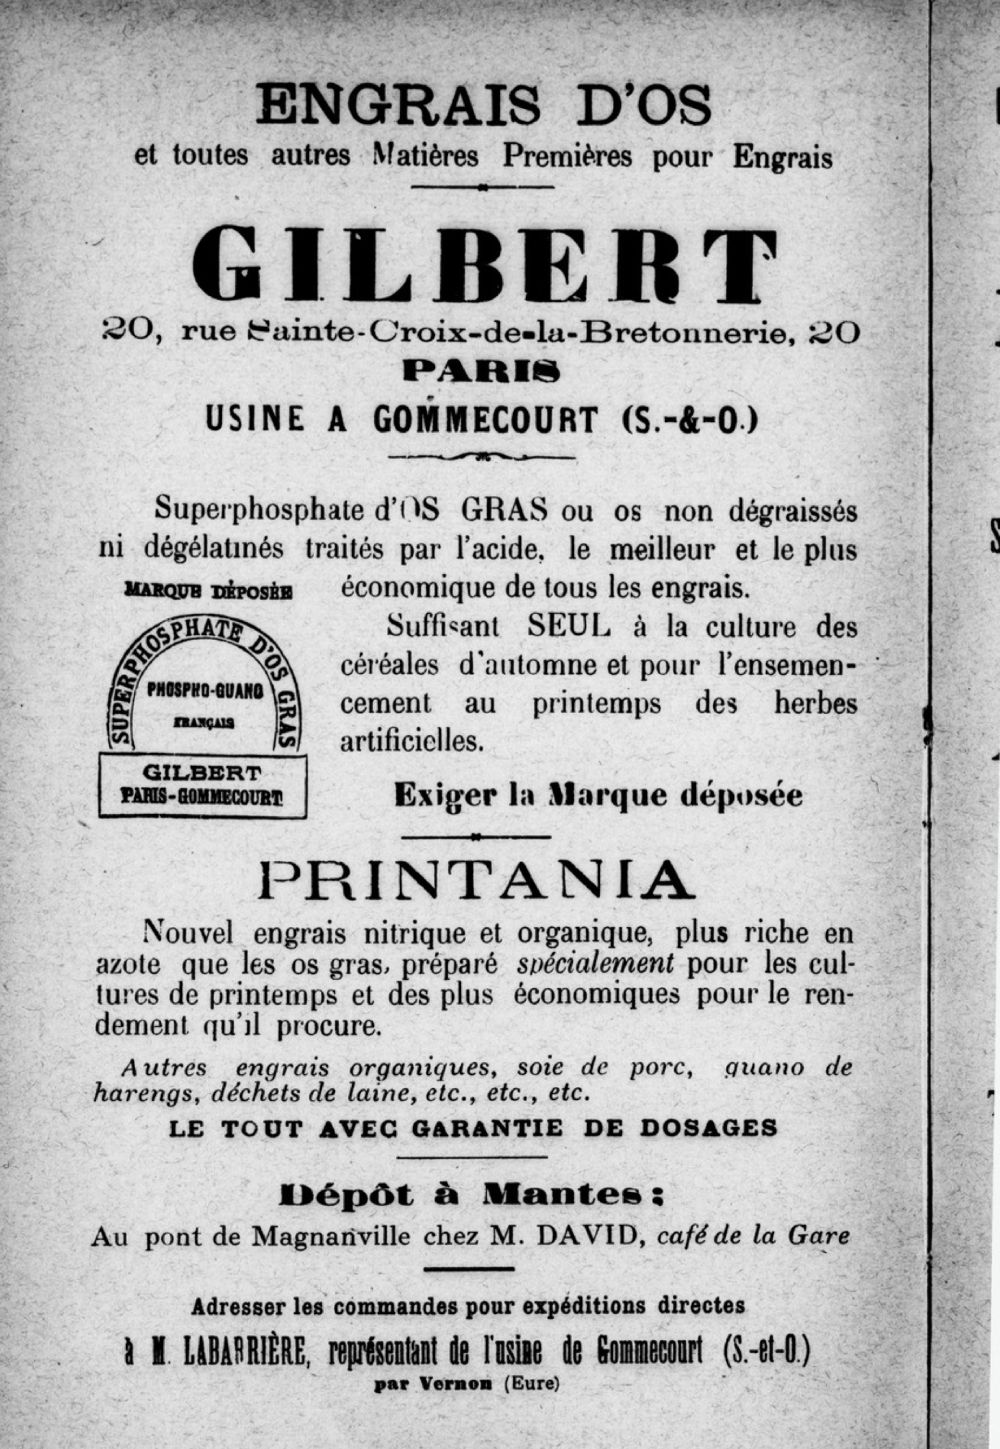 ENGRAIS D'OS
et toutes autres Matières Premières pour Engrais
GILBERT
20, rue Sainte-Croix-de-la-Bretonnerie, 20
PARIS
USINE A GOMMECOURT (S.-&-O.)
Superphosphate d'OS GRAS ou os non dégraissés
ni dégélatinés traités par l'acide, le meilleur et le plus
économique de tous les engrais.
Suffisant SEUL à la culture des
céréales d'automne et pour l'ensemen-
cement au printemps des herbes
artificielles.
Exiger la Marque déposée
MARQUE DÉPOSÉE
SUPERPHOSPHATE D'OS GRAS
PHOSPHO-GUANO
FRANÇAIS
GILBERT
PARIS-GOMMECOURT
PRINTANIA
Nouvel engrais nitrique et organique, plus riche en
azote que les os gras, préparé spécialement pour les cul-
tures de printemps et des plus économiques pour le ren-
dement qu'il procure.
Autres engrais organiques, soie de porc, guano de
harengs, déchets de laine, etc., etc., etc.
LE TOUT AVEC GARANTIE DE DOSAGES
Dépôt à Mantes :
Au pont de Magnanville chez M. DAVID, café de la Gare
Adresser les commandes pour expéditions directes
à M. LABARRIÈRE, représentant de l'usine de Gommecourt (S.-et-O.)
par Vernon (Eure)